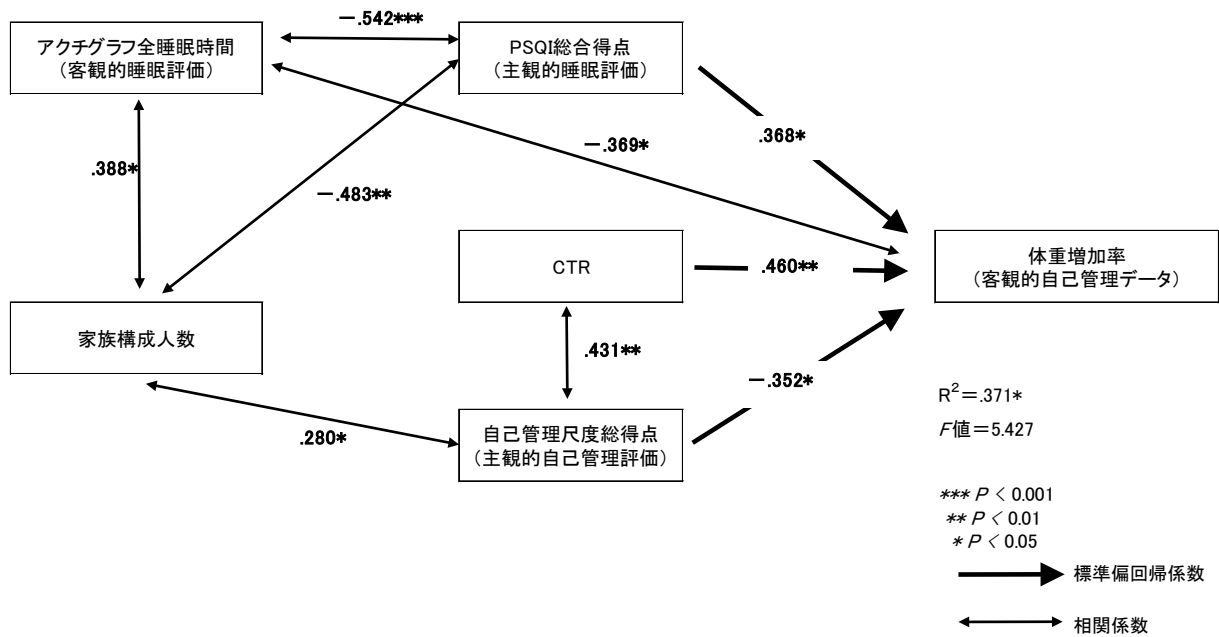 −.542***
アクチグラフ全睡眠時間
(客観的睡眠評価)
PSQI総合得点
(主観的睡眠評価)
.368*
−.369*
.388*
−.483**
CTR
.460**
体重増加率
(客観的自己管理データ)
家族構成人数
.431**
−.352*
.280*
自己管理尺度総得点
(主観的自己管理評価)
R²=.371*
F値=5.427
*** P < 0.001
** P < 0.01
* P < 0.05
標準偏回帰係数
相関係数